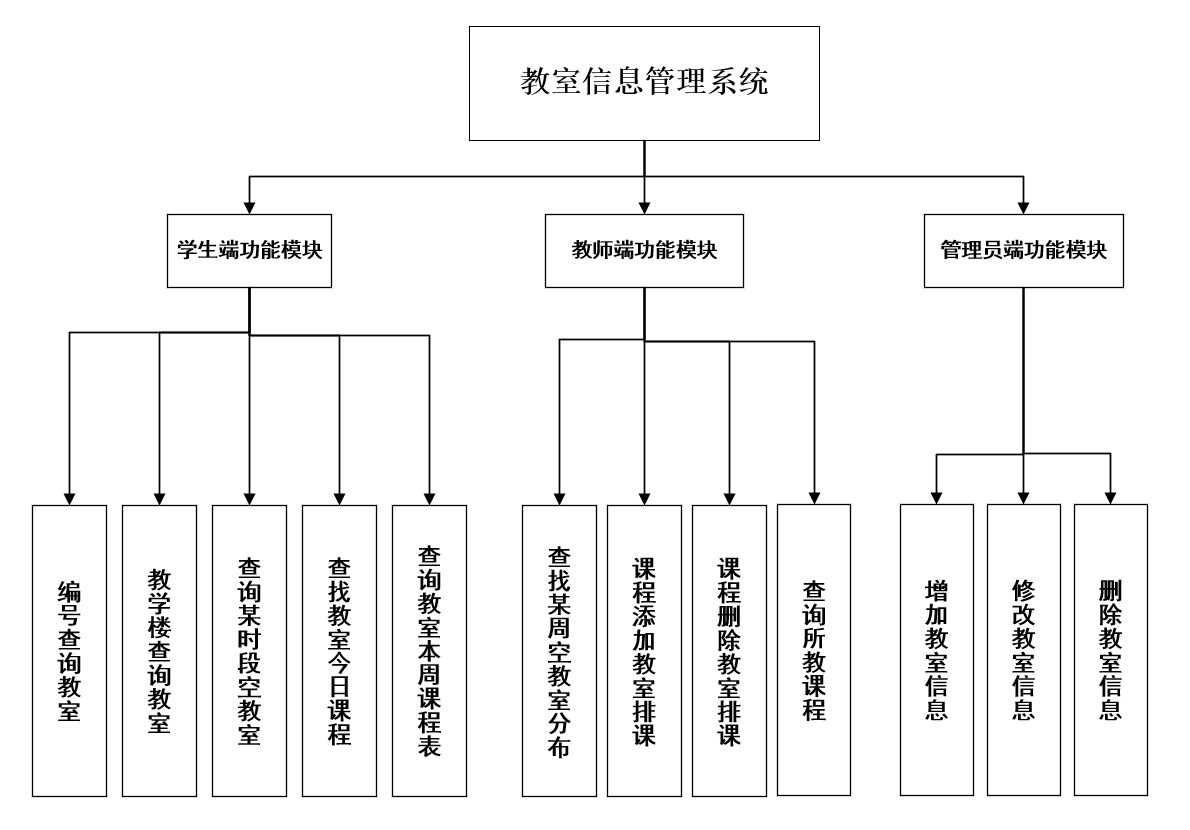 教室信息管理系统
学生端功能模块
教师端功能模块
管理员端功能模块
编号查询教室
教学楼查询教室
查询某时段空教室
查找教室今日课程
查询教室本周课程表
查找某周空教室分布
课程添加教室排课
课程删除教室排课
查询所教课程
增加教室信息
修改教室信息
删除教室信息